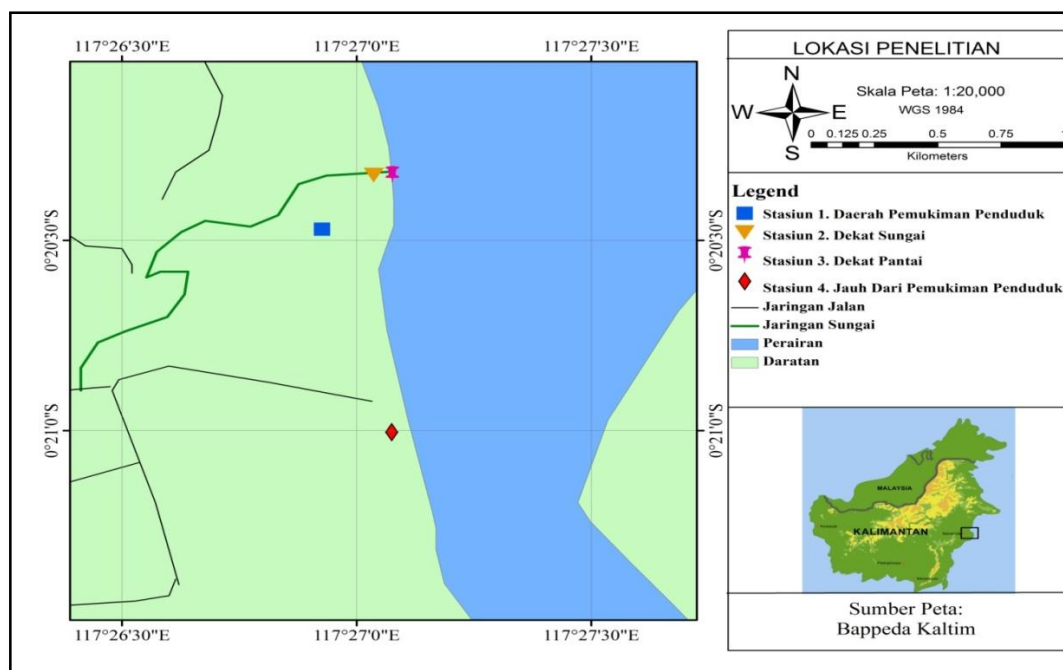 117°26'30"E 117°27'0"E 117°27'30"E
0°20'30"S 0°20'30"S
0°21'0"S 0°21'0"S
117°26'30"E 117°27'0"E 117°27'30"E
LOKASI PENELITIAN
N
W E
S
Skala Peta: 1:20,000
WGS 1984
0 0.125 0.25 0.5 0.75 1
Kilometers
Legend
Stasiun 1. Daerah Pemukiman Penduduk
Stasiun 2. Dekat Sungai
Stasiun 3. Dekat Pantai
Stasiun 4. Jauh Dari Pemukiman Penduduk
Jaringan Jalan
Jaringan Sungai
Perairan
Daratan
MALAYSIA
KALIMANTAN
Sumber Peta:
Bappeda Kaltim